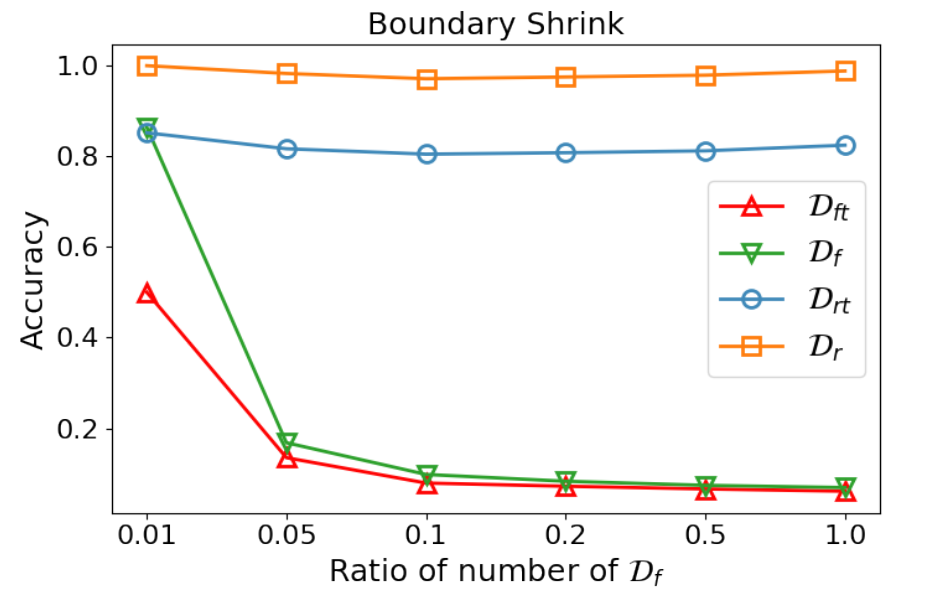 Boundary Shrink
Accuracy
1.0
0.8
0.6
0.4
0.2
𝒟ft
𝒟f
𝒟rt
𝒟r
0.01 0.05 0.1 0.2 0.5 1.0
Ratio of number of 𝒟f